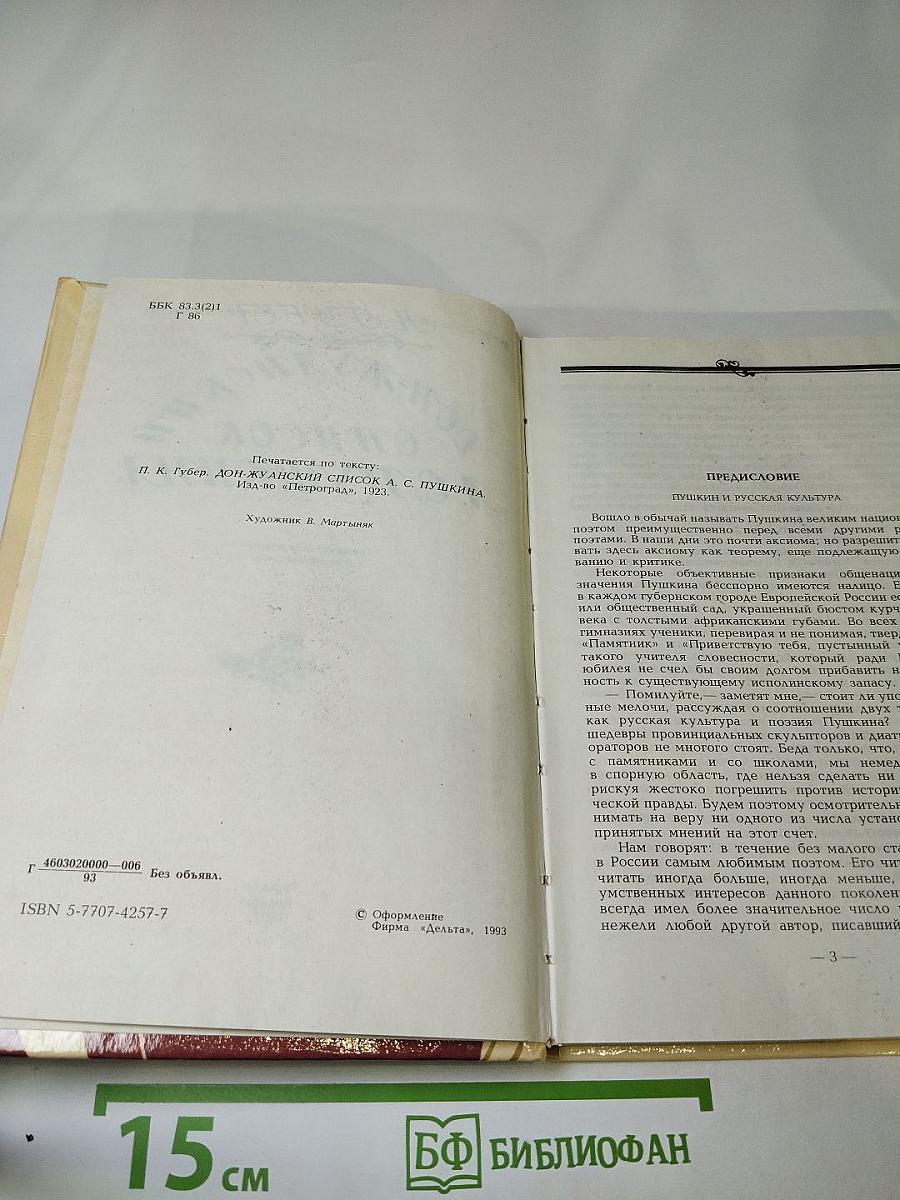 ББК 83.3(2)1
Г 86
Печатается по тексту:
П. К. Губер. ДОН-ЖУАНСКИЙ СПИСОК А. С. ПУШКИНА.
Изд-во «Петроград», 1923.
Художник В. Мартыняк
Г 4603020000—006
93
Без объявл.
ISBN 5-7707-4257-7
© Оформление
Фирма «Дельта», 1993
ПРЕДИСЛОВИЕ
ПУШКИН И РУССКАЯ КУЛЬТУРА
Вошло в обычай называть Пушкина великим национ
поэтом преимущественно перед всеми другими р
поэтами. В наши дни это почти аксиома; но разрешит
вать здесь аксиому как теорему, еще подлежащую
ванию и критике.
Некоторые объективные признаки общенаци
значения Пушкина бесспорно имеются налицо. Е
в каждом губернском городе Европейской России ес
или общественный сад, украшенный бюстом курч
века с толстыми африканскими губами. Во всех
гимназиях ученики, перевирая и не понимая, твер
«Памятник» и «Приветствую тебя, пустынный у
такого учителя словесности, который ради
юбилея не счел бы своим долгом прибавить н
ность к существующему исполинскому запасу.
— Помилуйте,— заметят мне,— стоит ли упо
ные мелочи, рассуждая о соотношении двух т
как русская культура и поэзия Пушкина?
шедевры провинциальных скульпторов и диат
ораторов не многого стоят. Беда только, что,
с памятниками и со школами, мы немед
в спорную область, где нельзя сделать ни
рискуя жестоко погрешить против истори
ческой правды. Будем поэтому осмотрительн
нимать на веру ни одного из числа устано
принятых мнений на этот счет.
Нам говорят: в течение без малого ста
в России самым любимым поэтом. Его чит
читать иногда больше, иногда меньше,
умственных интересов данного поколен
всегда имел более значительное число ч
нежели любой другой автор, писавший
— 3 —
15 см
БФ БИБЛИОФАН